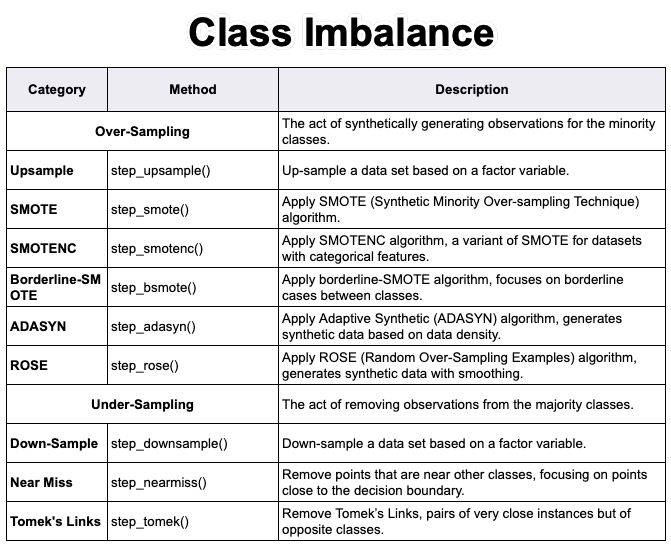 Class Imbalance
Category Method Description
Over-Sampling The act of synthetically generating observations for the minority
classes.
Upsample step_upsample() Up-sample a data set based on a factor variable.
SMOTE step_smote() Apply SMOTE (Synthetic Minority Over-sampling Technique)
algorithm.
SMOTENC step_smotenc() Apply SMOTENC algorithm, a variant of SMOTE for datasets
with categorical features.
Borderline-SM
OTE step_bsmote() Apply borderline-SMOTE algorithm, focuses on borderline
cases between classes.
ADASYN step_adasyn() Apply Adaptive Synthetic (ADASYN) algorithm, generates
synthetic data based on data density.
ROSE step_rose() Apply ROSE (Random Over-Sampling Examples) algorithm,
generates synthetic data with smoothing.
Under-Sampling The act of removing observations from the majority classes.
Down-Sample step_downsample() Down-sample a data set based on a factor variable.
Near Miss step_nearmiss() Remove points that are near other classes, focusing on points
close to the decision boundary.
Tomek's Links step_tomek() Remove Tomek's Links, pairs of very close instances but of
opposite classes.